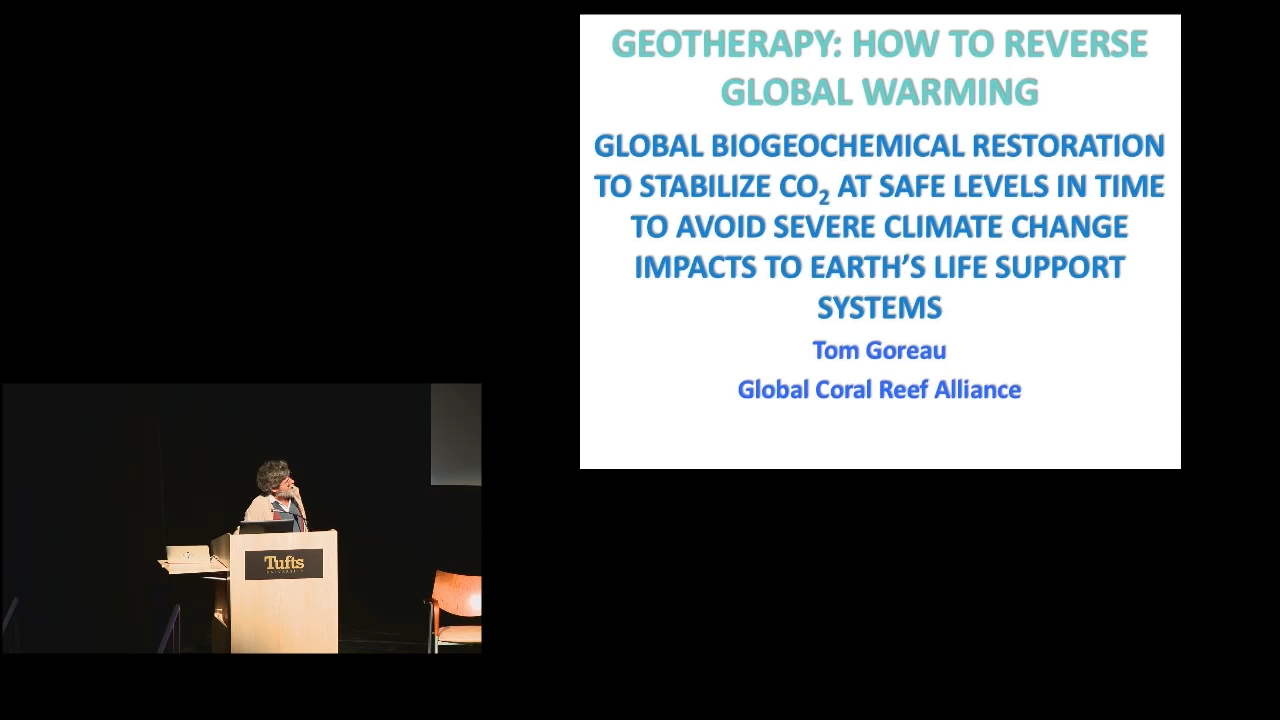 GEOTHERAPY: HOW TO REVERSE
GLOBAL WARMING
GLOBAL BIOGEOCHEMICAL RESTORATION
TO STABILIZE CO₂ AT SAFE LEVELS IN TIME
TO AVOID SEVERE CLIMATE CHANGE
IMPACTS TO EARTH’S LIFE SUPPORT
SYSTEMS
Tom Goreau
Global Coral Reef Alliance
Tufts
UNIVERSITY